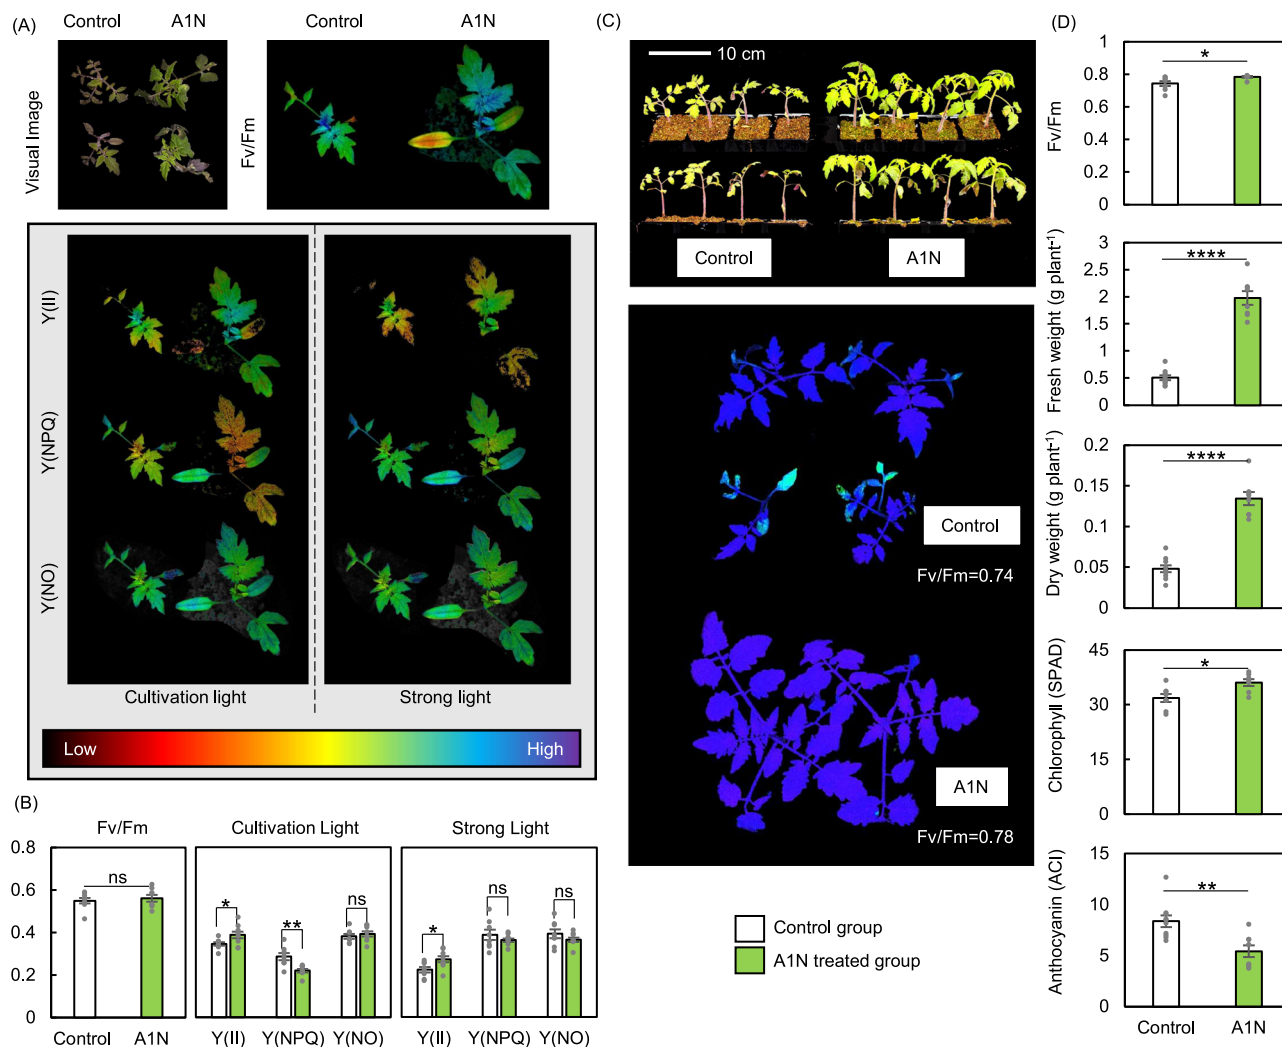 (A)
Control A1N
Control A1N
Visual Image
Fv/Fm
Y(II)
Y(NPQ)
Y(NO)
Cultivation light
Strong light
Low
High
(B)
Fv/Fm
Cultivation Light
Strong Light
0.8
0.6
0.4
0.2
0
ns
*
**
ns
*
ns
ns
Control A1N
Y(II) Y(NPQ) Y(NO)
Y(II) Y(NPQ) Y(NO)
(C)
10 cm
Control
A1N
Control
Fv/Fm=0.74
A1N
Fv/Fm=0.78
Control group
A1N treated group
(D)
Fv/Fm
1
0.8
0.6
0.4
0.2
0
*
Fresh weight (g plant⁻¹)
3
2.5
2
1.5
1
0.5
0
****
Dry weight (g plant⁻¹)
0.2
0.15
0.1
0.05
0
****
Chlorophyll (SPAD)
45
30
15
0
*
Anthocyanin (ACI)
15
10
5
0
**
Control A1N